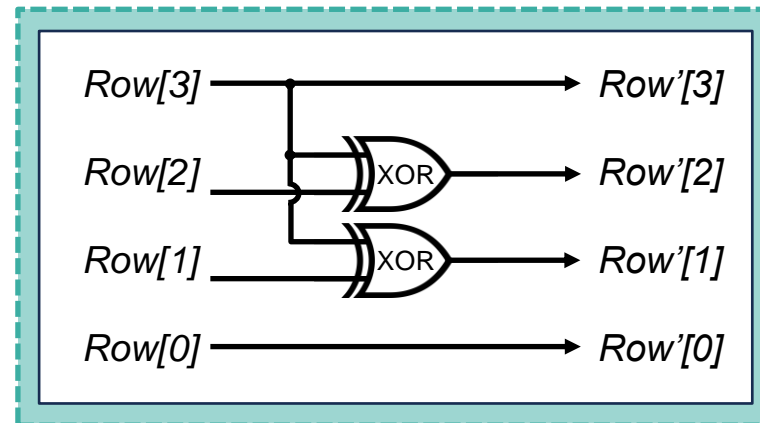 Row[3] Row’[3]
XOR
Row[2] Row’[2]
XOR
Row[1] Row’[1]
Row[0] Row’[0]